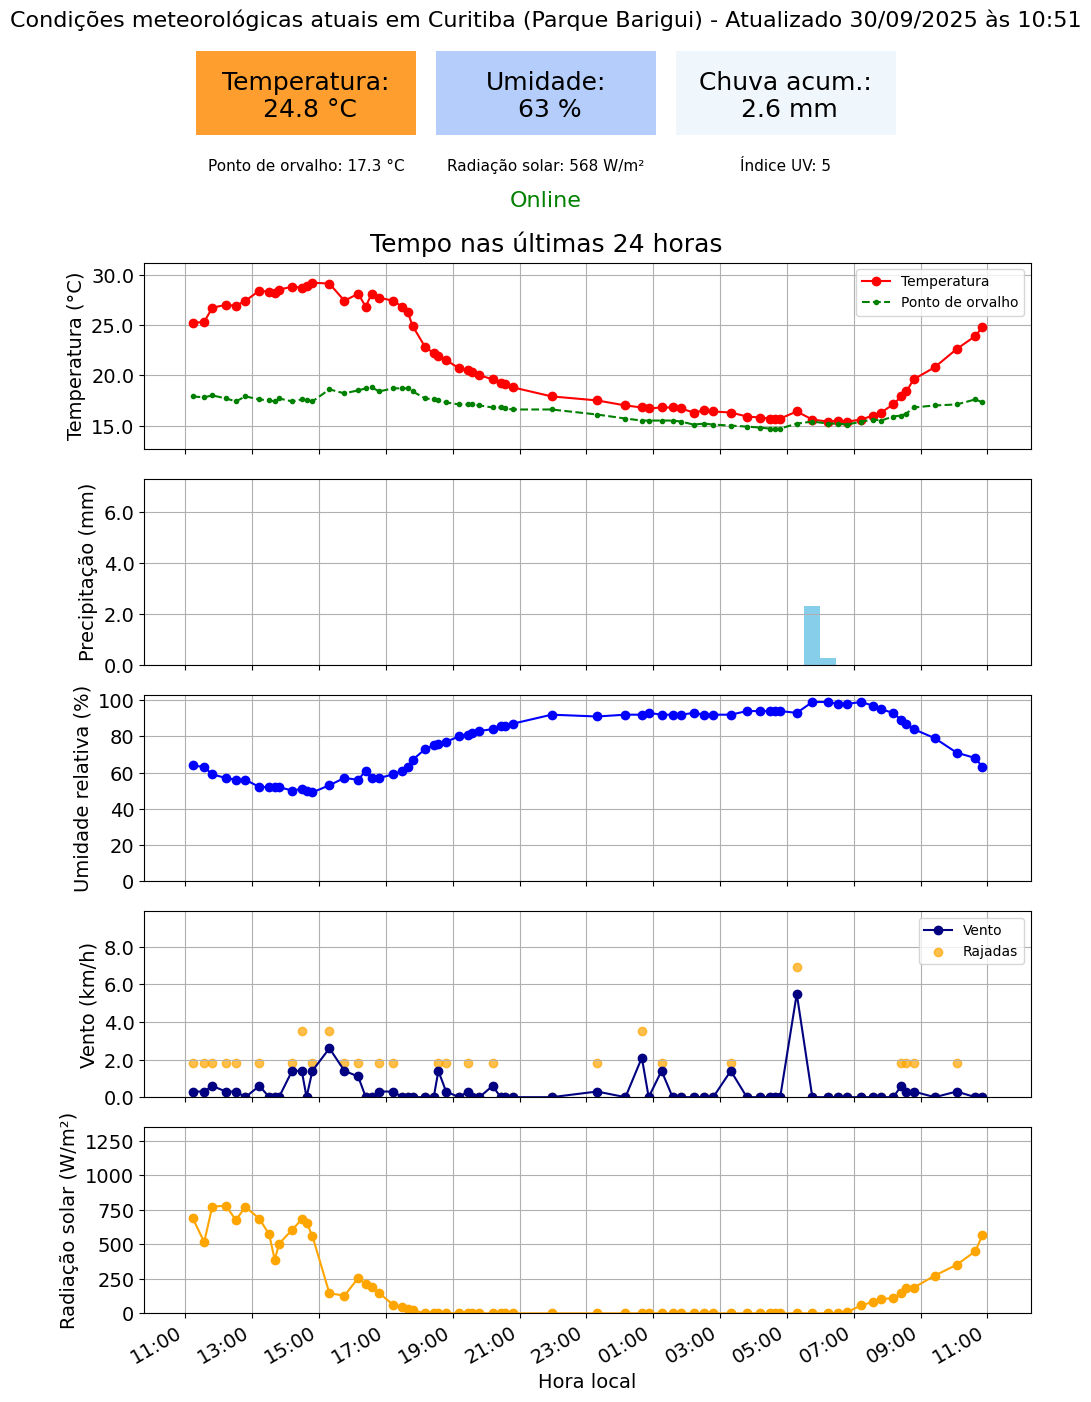 Condições meteorológicas atuais em Curitiba (Parque Barigui) - Atualizado 30/09/2025 às 10:51
Temperatura:
24.8 °C
Umidade:
63 %
Chuva acum.:
2.6 mm
Ponto de orvalho: 17.3 °C
Radiação solar: 568 W/m²
Índice UV: 5
Online
Tempo nas últimas 24 horas
Temperatura (°C)
30.0
25.0
20.0
15.0
Temperatura
Ponto de orvalho
Precipitação (mm)
6.0
4.0
2.0
0.0
Umidade relativa (%)
100
80
60
40
20
0
Vento (km/h)
8.0
6.0
4.0
2.0
0.0
Vento
Rajadas
Radiação solar (W/m²)
1250
1000
750
500
250
0
11:00
13:00
15:00
17:00
19:00
21:00
23:00
01:00
03:00
05:00
07:00
09:00
11:00
Hora local